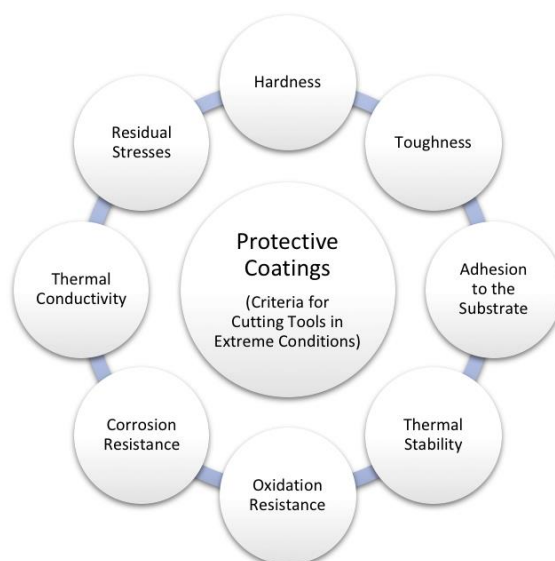 Hardness
Toughness
Adhesion
to the
Substrate
Thermal
Stability
Oxidation
Resistance
Corrosion
Resistance
Thermal
Conductivity
Residual
Stresses
Protective
Coatings
(Criteria for
Cutting Tools in
Extreme Conditions)